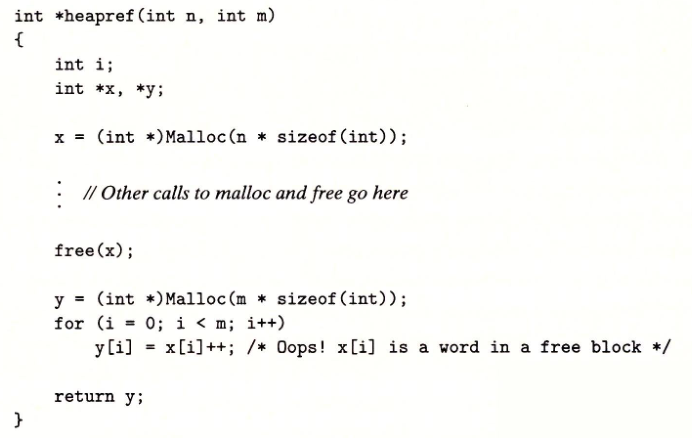 int *heapref(int n, int m)
{
    int i;
    int *x, *y;

    x = (int *)Malloc(n * sizeof(int));

    ⋮ // Other calls to malloc and free go here

    free(x);

    y = (int *)Malloc(m * sizeof(int));
    for (i = 0; i < m; i++)
        y[i] = x[i]++; /* Oops! x[i] is a word in a free block */

    return y;
}